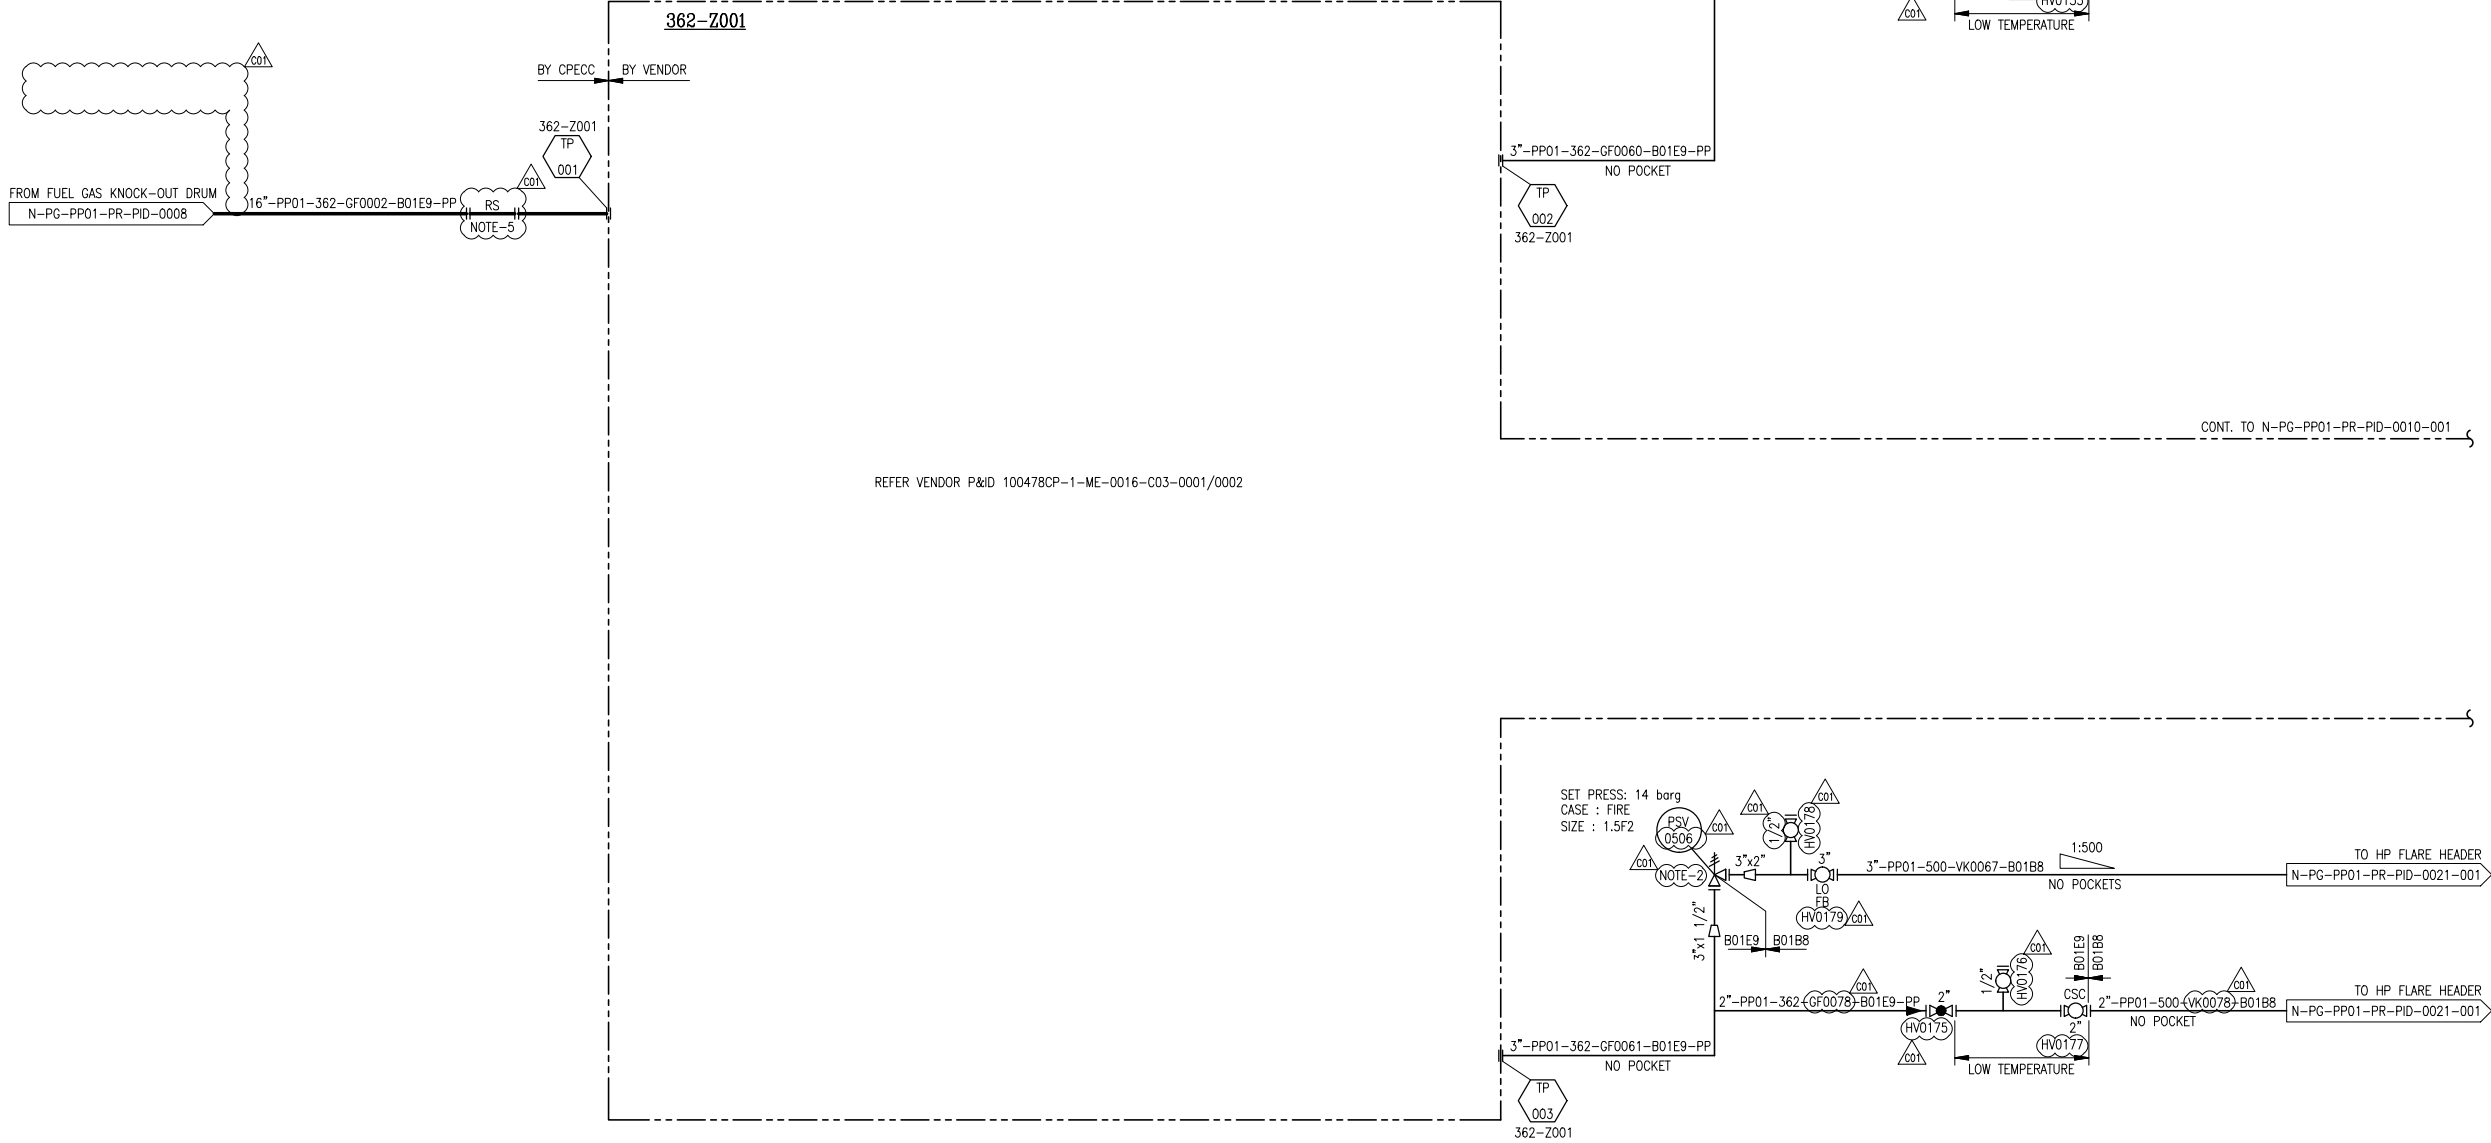 362-Z001
C01
BY CPECC
BY VENDOR
362-Z001
TP
001
C01
FROM FUEL GAS KNOCK-OUT DRUM
N-PG-PP01-PR-PID-0008
16"-PP01-362-GF0002-B01E9-PP
RS
NOTE-5
C01
LOW TEMPERATURE
3"-PP01-362-GF0060-B01E9-PP
NO POCKET
TP
002
362-Z001
CONT. TO N-PG-PP01-PR-PID-0010-001
REFER VENDOR P&ID 100478CP-1-ME-0016-C03-0001/0002
SET PRESS: 14 barg
CASE : FIRE
SIZE : 1.5F2
PSV
0506
C01
C01
NOTE-2
C01
C01
1/2"
HV0178
3"x2"
3"
LO
FB
HV0179
C01
3"-PP01-500-VK0067-B01B8
1:500
NO POCKETS
TO HP FLARE HEADER
N-PG-PP01-PR-PID-0021-001
3"x1 1/2"
B01E9
B01B8
2"-PP01-362-GF0078-B01E9-PP
C01
2"
HV0175
C01
1/2"
HV0176
C01
B01E9
B01B8
CSC
2"
HV0177
LOW TEMPERATURE
2"-PP01-500-VK0078-B01B8
C01
NO POCKET
TO HP FLARE HEADER
N-PG-PP01-PR-PID-0021-001
3"-PP01-362-GF0061-B01E9-PP
NO POCKET
TP
003
362-Z001